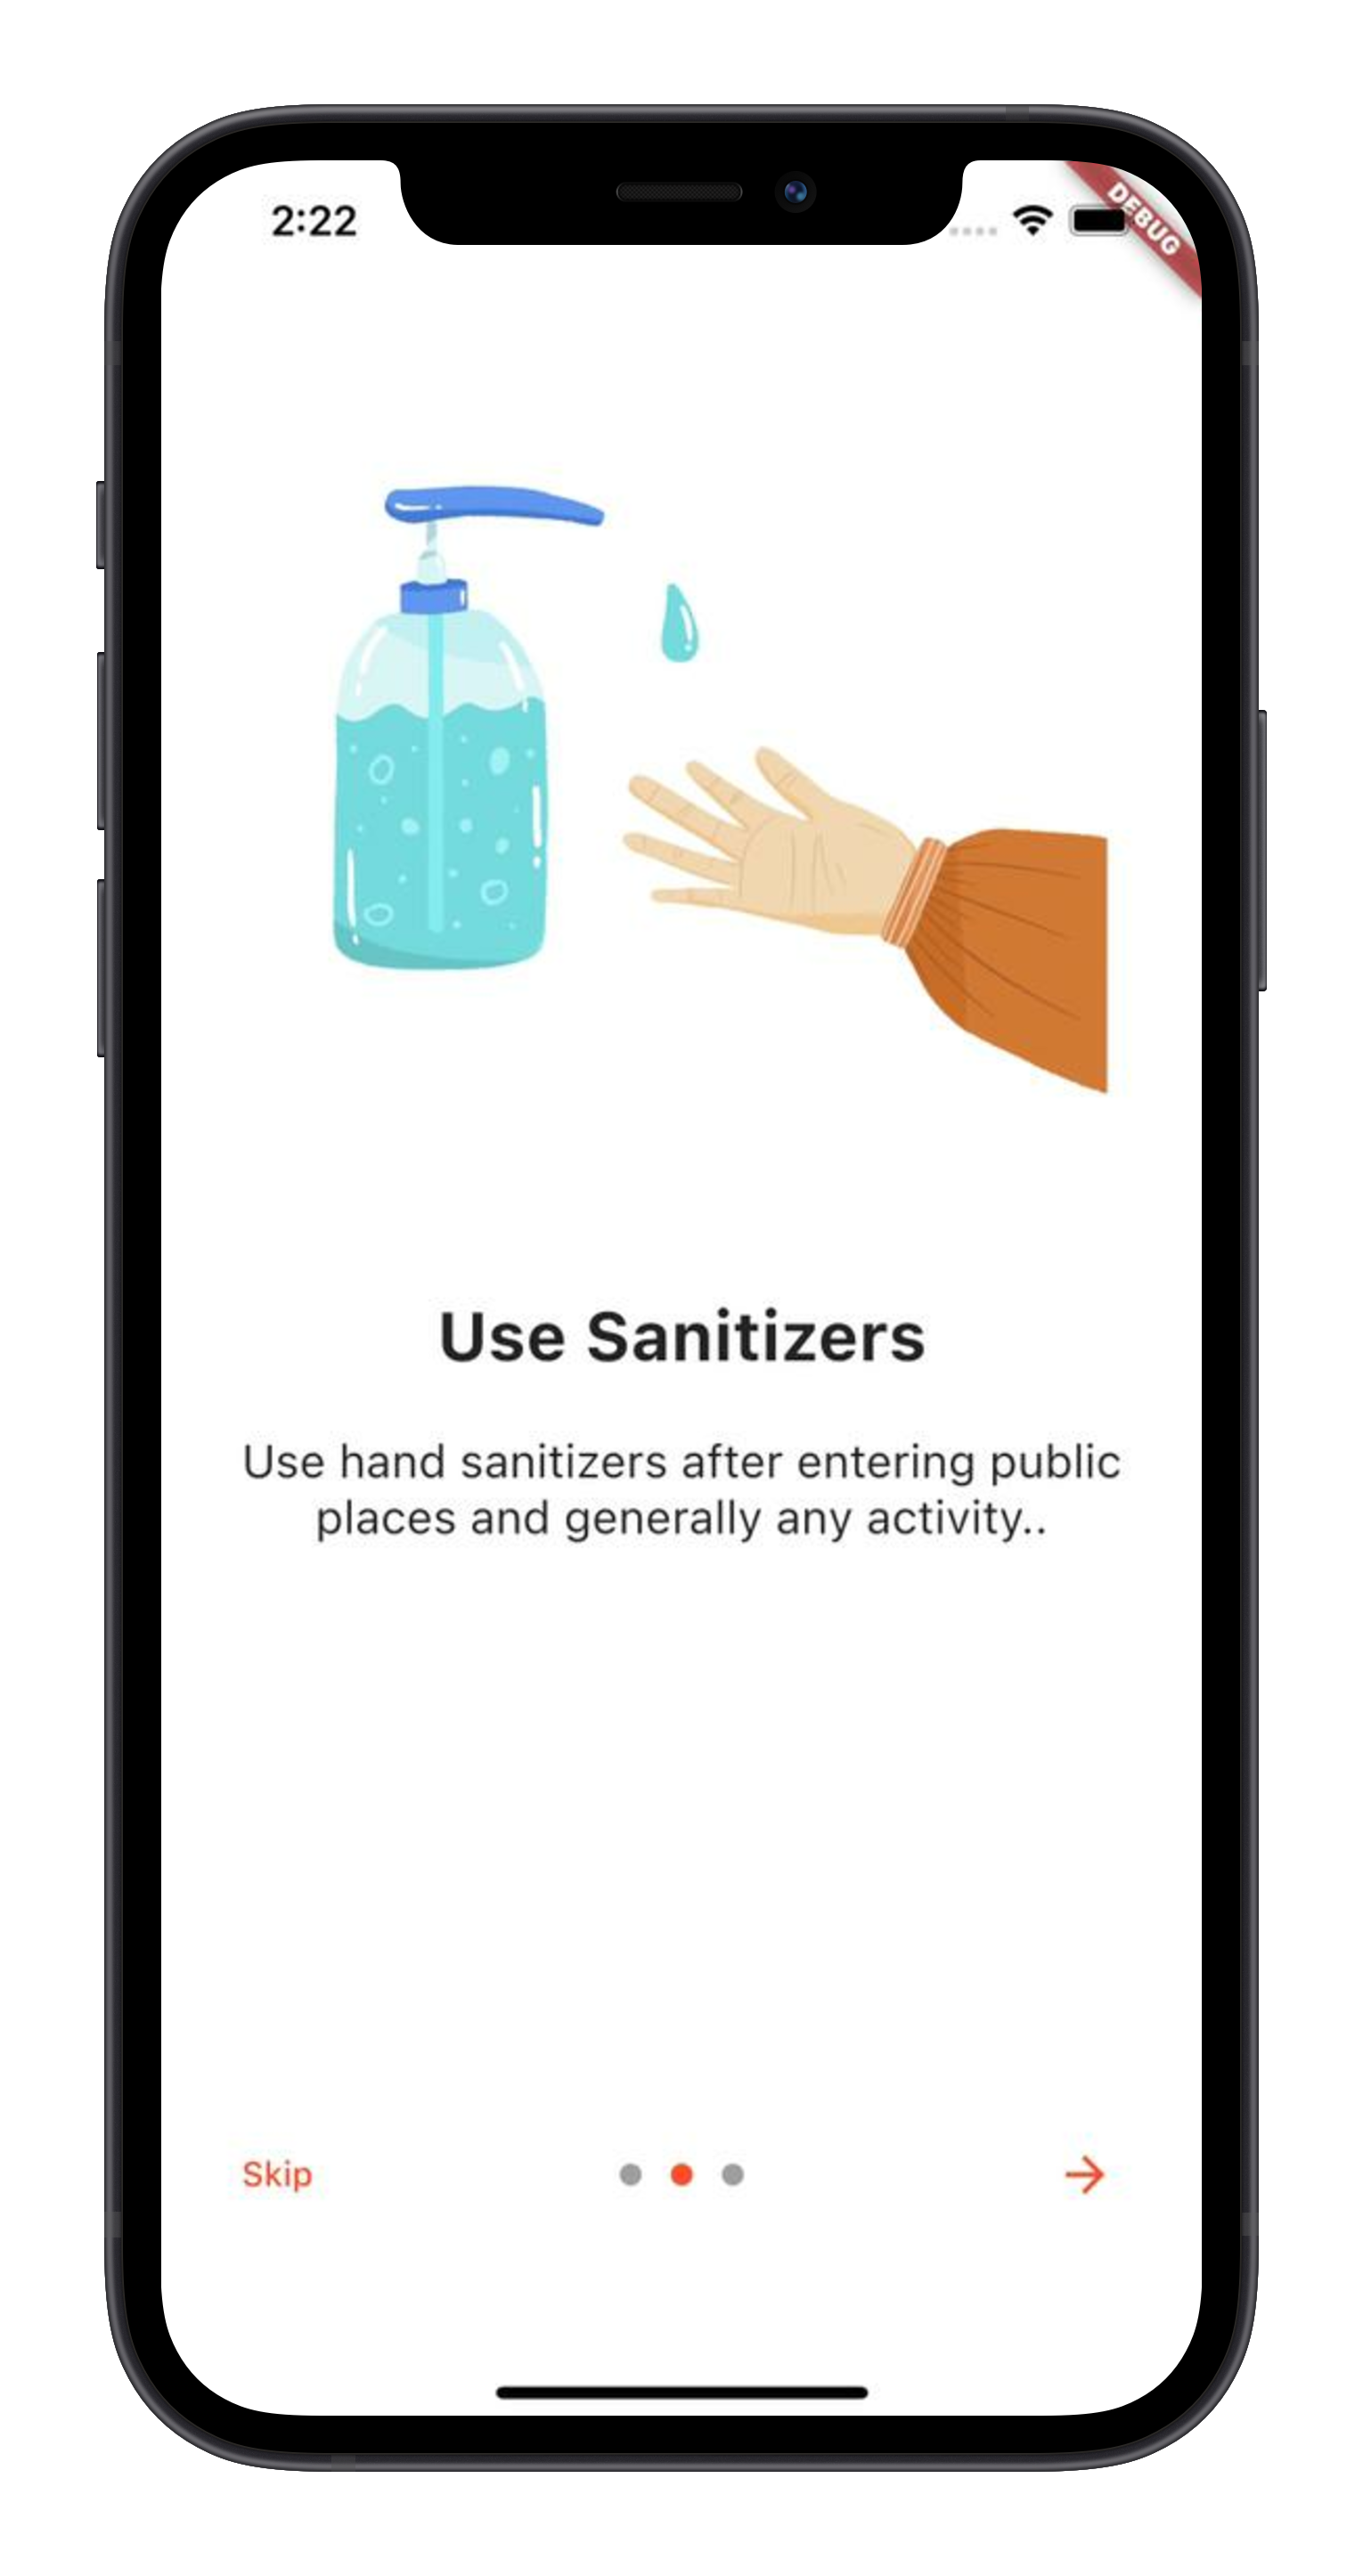 2:22
DEBUG
Use Sanitizers
Use hand sanitizers after entering public
places and generally any activity..
Skip